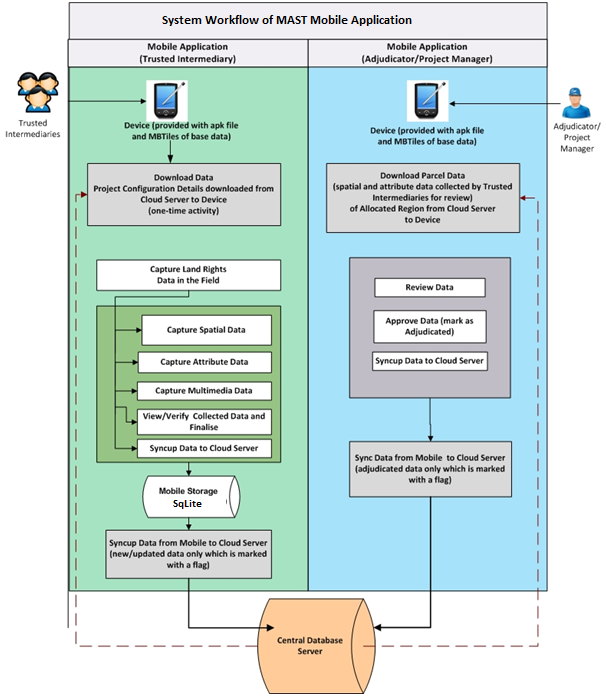 System Workflow of MAST Mobile Application
Mobile Application
(Trusted Intermediary)
Mobile Application
(Adjudicator/Project Manager)
Trusted
Intermediaries
Device (provided with apk file
and MBTiles of base data)
Download Data
Project Configuration Details downloaded from
Cloud Server to Device
(one-time activity)
Capture Land Rights
Data in the Field
Capture Spatial Data
Capture Attribute Data
Capture Multimedia Data
View/Verify Collected Data and
Finalise
Syncup Data to Cloud Server
Mobile Storage
SqLite
Syncup Data from Mobile to Cloud Server
(new/updated data only which is marked
with a flag)
Device (provided with apk file
and MBTiles of base data)
Adjudicator/
Project
Manager
Download Parcel Data
(spatial and attribute data collected by Trusted
Intermediaries for review)
of Allocated Region from Cloud Server
to Device
Review Data
Approve Data (mark as
Adjudicated)
Syncup Data to Cloud Server
Sync Data from Mobile to Cloud Server
(adjudicated data only which is marked
with a flag)
Central Database
Server